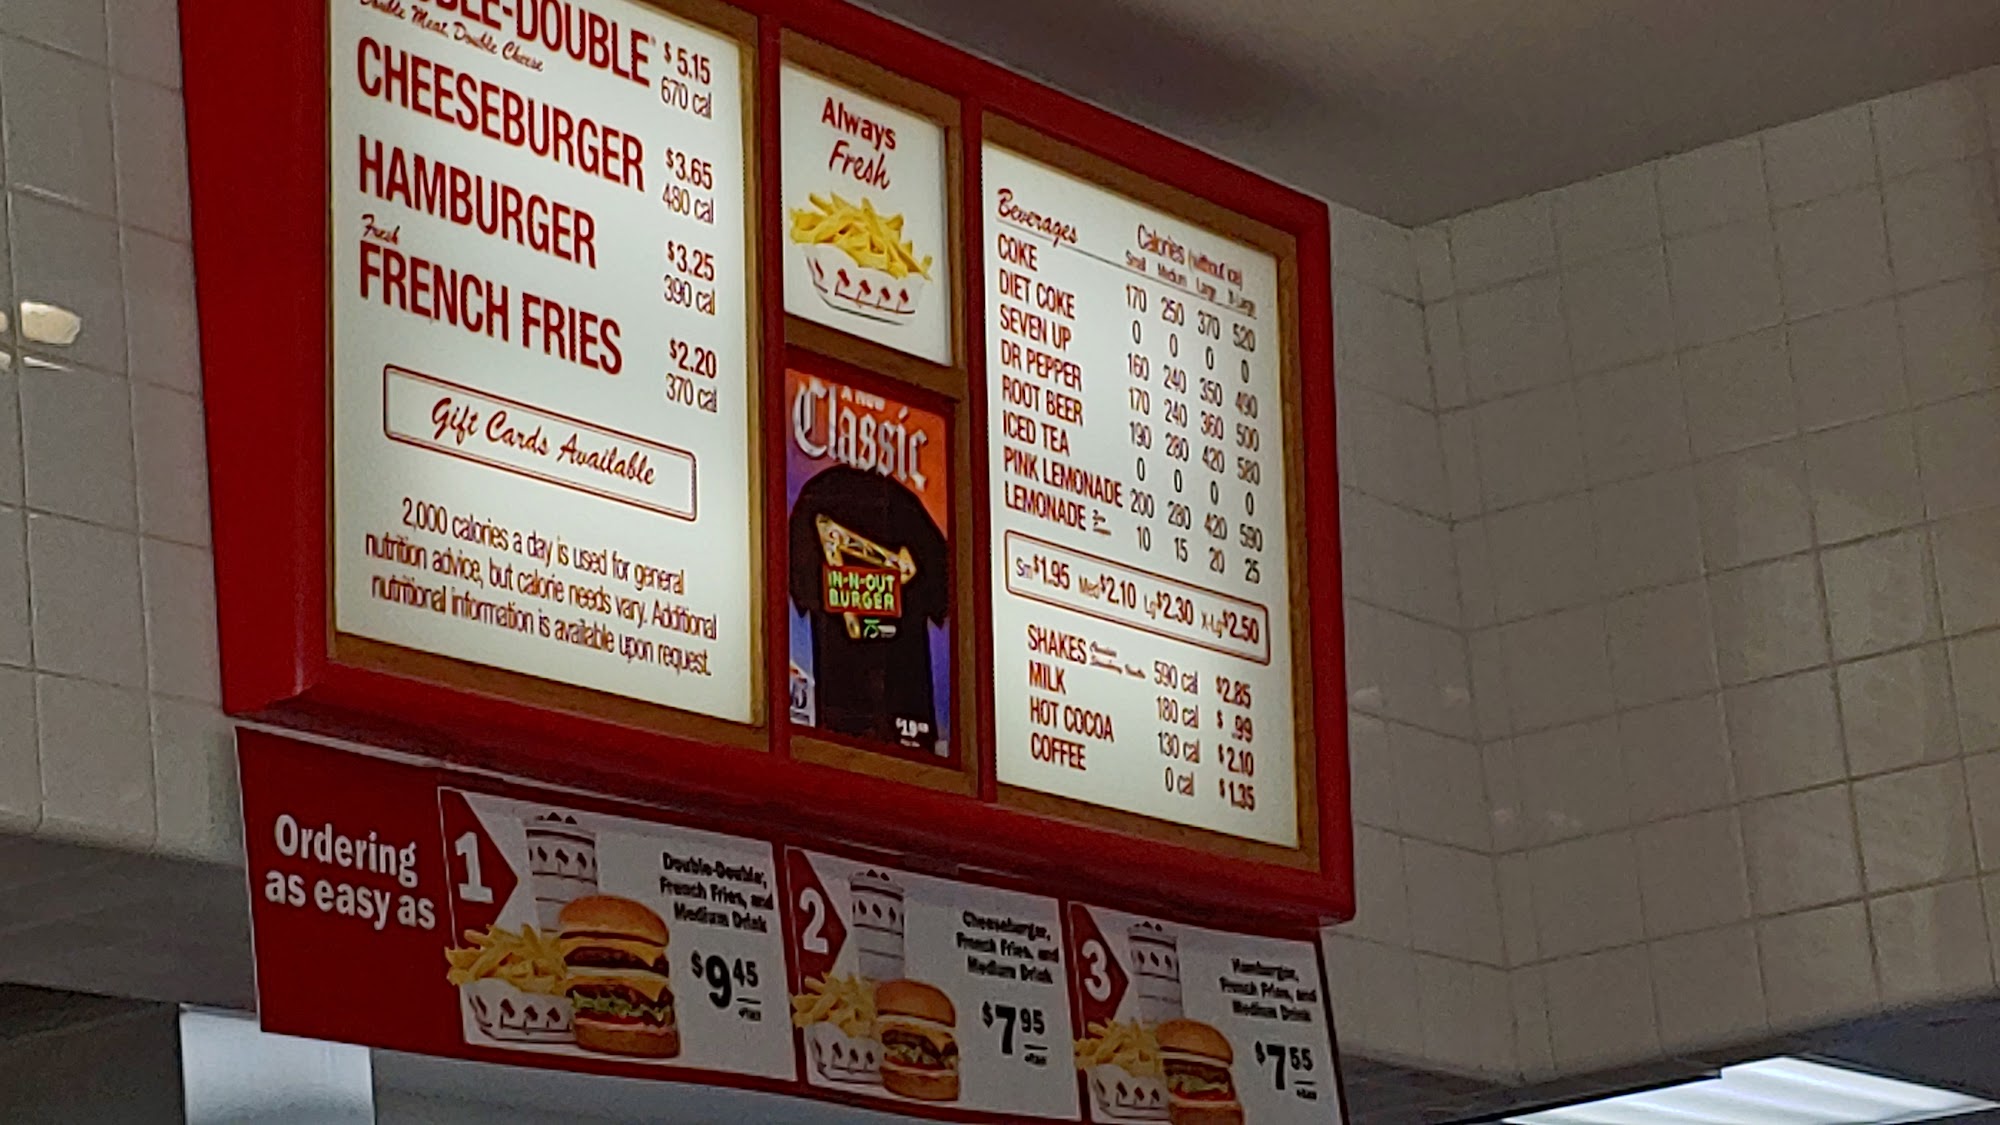 BLE-DOUBLE $5.15
Double Meat, Double Cheese 670 cal
CHEESEBURGER $3.65
480 cal
HAMBURGER $3.25
390 cal
Fresh
FRENCH FRIES $2.20
370 cal
Gift Cards Available
2,000 calories a day is used for general
nutrition advice, but calorie needs vary. Additional
nutritional information is available upon request.
Always
Fresh
A NEW
Classic
IN-N-OUT
BURGER
75
Beverages Calories (without ice)
Small Medium Large X-Large
COKE 170 250 370 520
DIET COKE 0 0 0 0
SEVEN UP 160 240 350 490
DR PEPPER 170 240 360 500
ROOT BEER 190 280 420 580
ICED TEA 0 0 0 0
PINK LEMONADE 200 280 420 590
LEMONADE 10 15 20 25
Sm $1.95 Med $2.10 Lg $2.30 X-Lg $2.50
SHAKES 590 cal $2.85
MILK 180 cal $.99
HOT COCOA 130 cal $2.10
COFFEE 0 cal $1.35
Ordering
as easy as
1
Double-Double,
French Fries, and
Medium Drink
$9.45
+tax
2
Cheeseburger,
French Fries, and
Medium Drink
$7.95
+tax
3
Hamburger,
French Fries, and
Medium Drink
$7.55
+tax